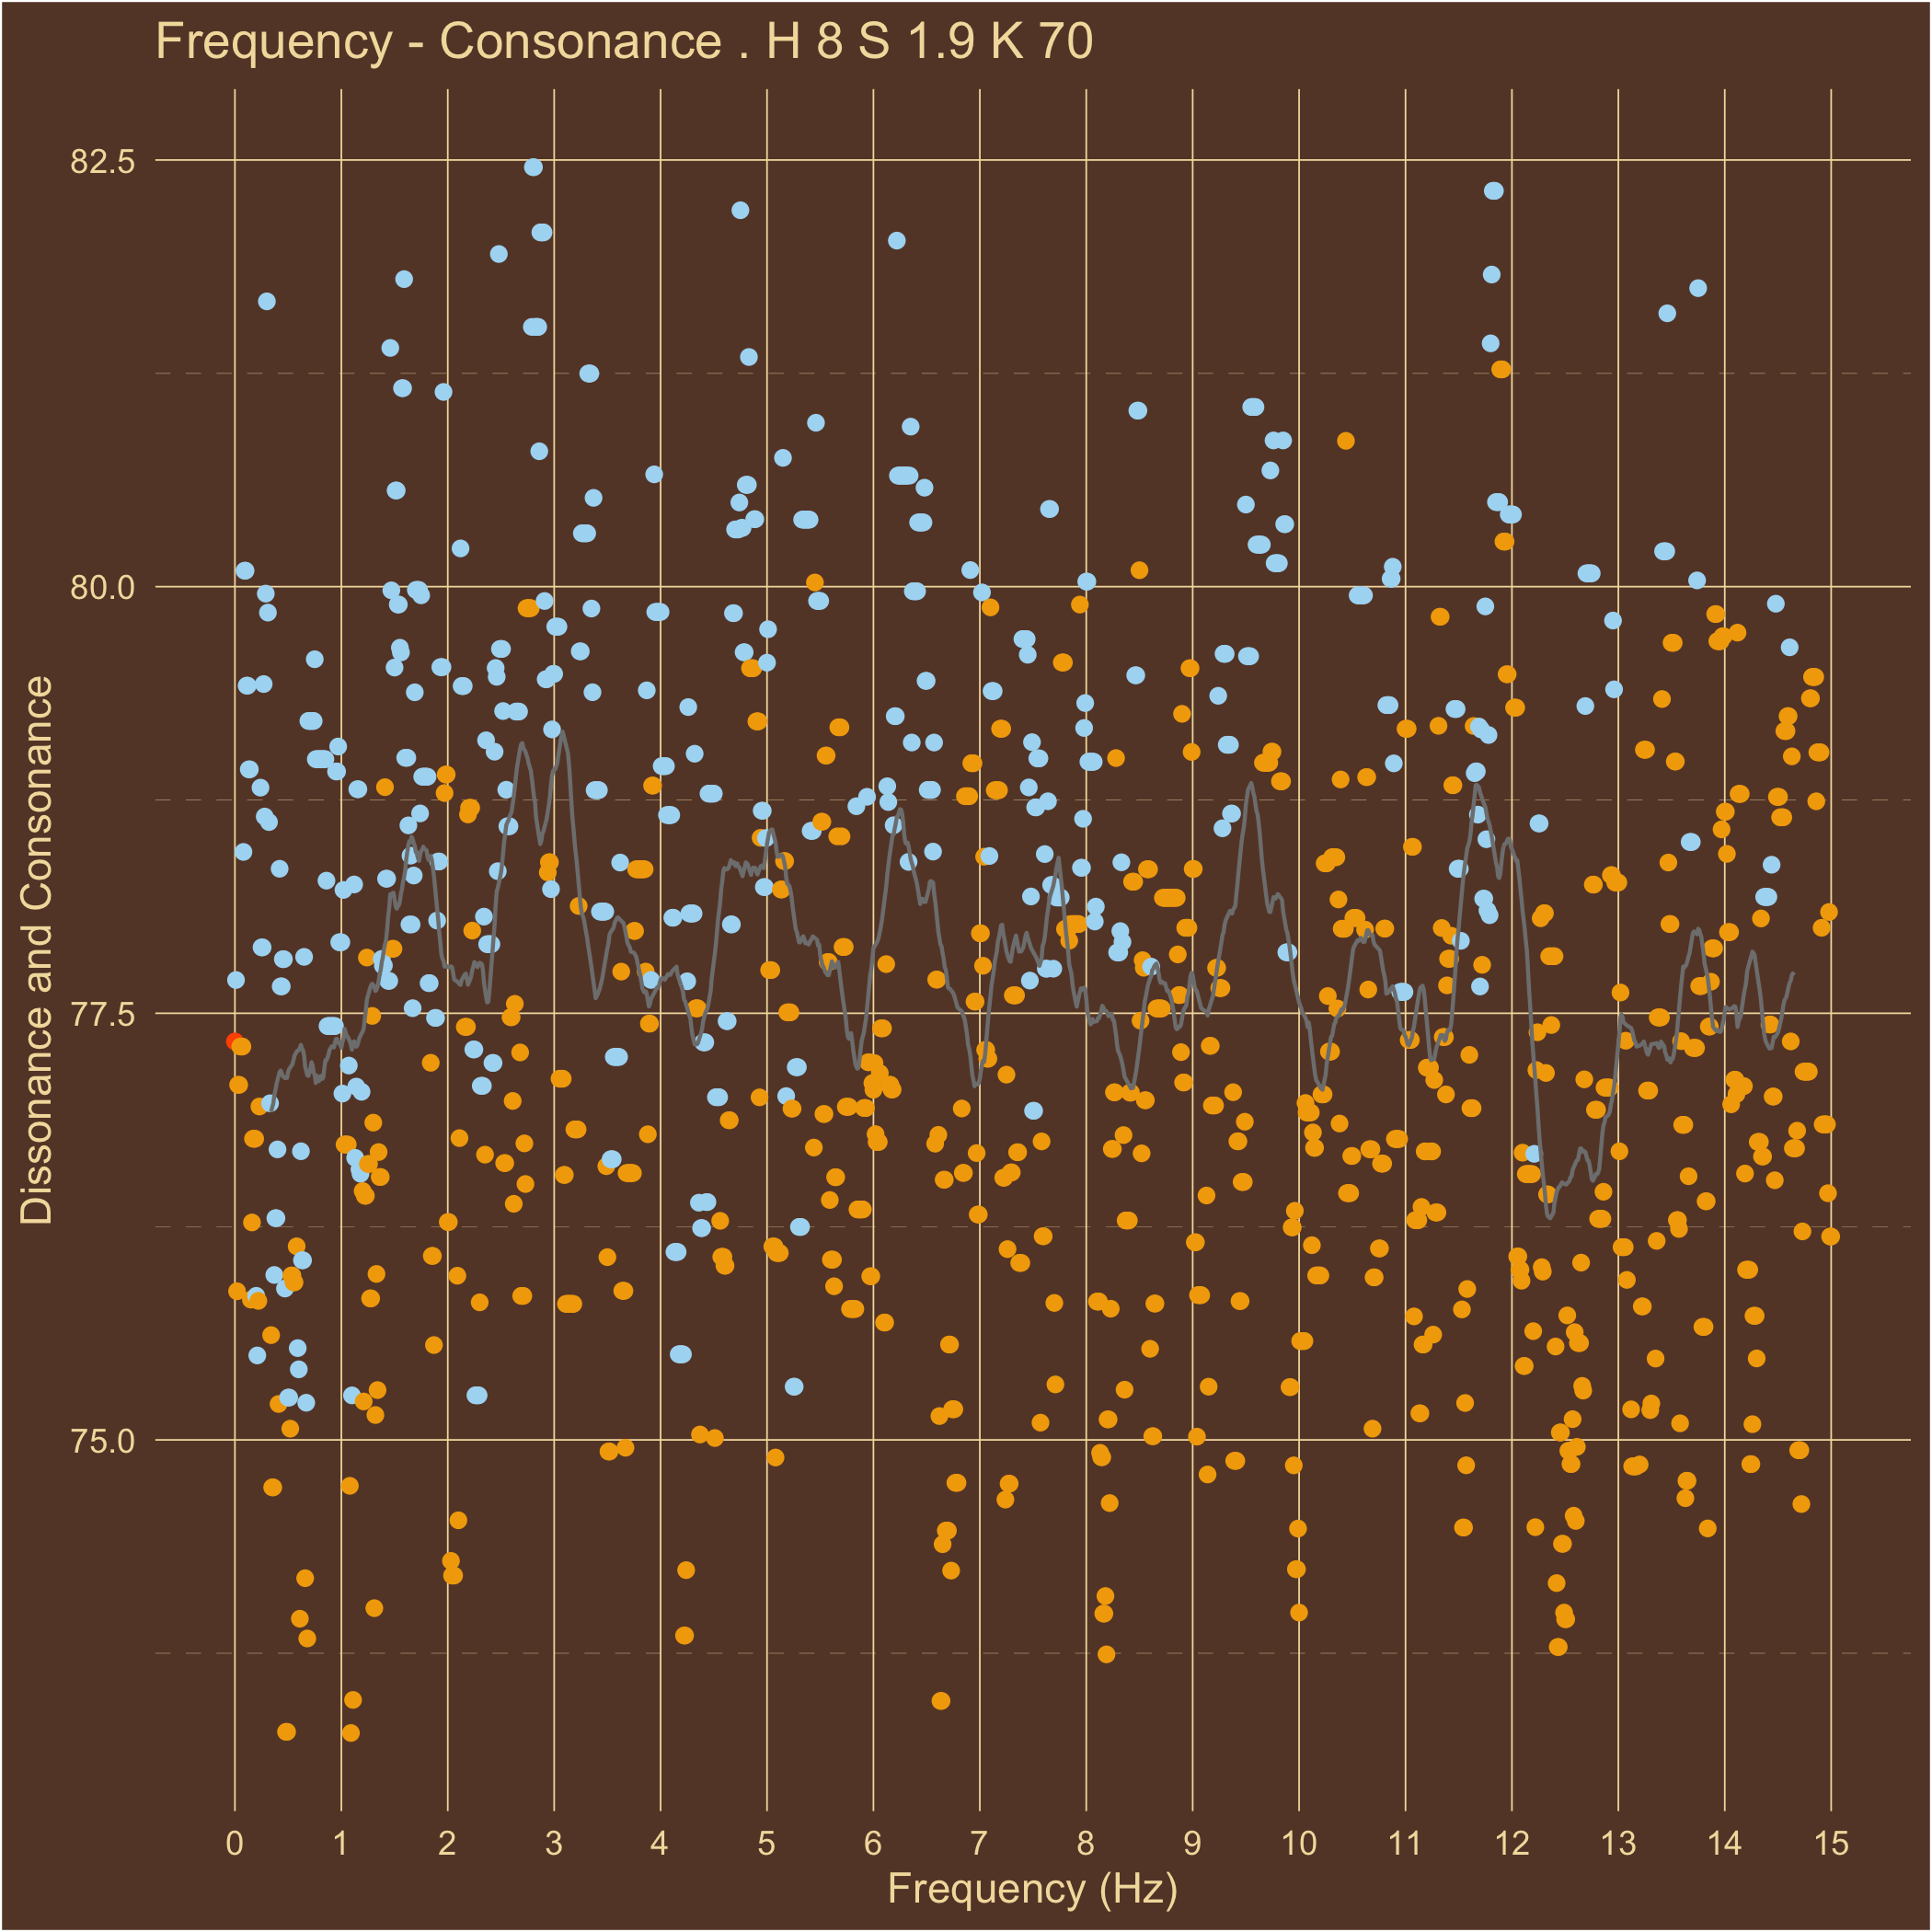 Frequency - Consonance . H 8 S 1.9 K 70
Dissonance and Consonance
82.5
80.0
77.5
75.0
0 1 2 3 4 5 6 7 8 9 10 11 12 13 14 15
Frequency (Hz)